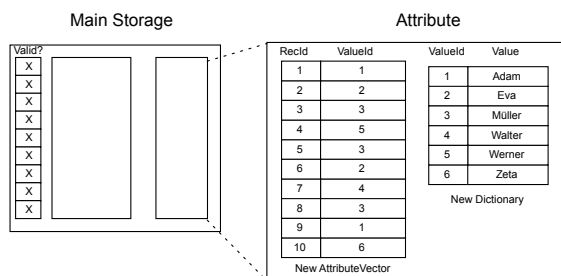 Main Storage
Attribute
Valid?
X
X
X
X
X
X
X
X
X
RecId ValueId
1 1
2 2
3 3
4 5
5 3
6 2
7 4
8 3
9 1
10 6
New AttributeVector
ValueId Value
1 Adam
2 Eva
3 Müller
4 Walter
5 Werner
6 Zeta
New Dictionary